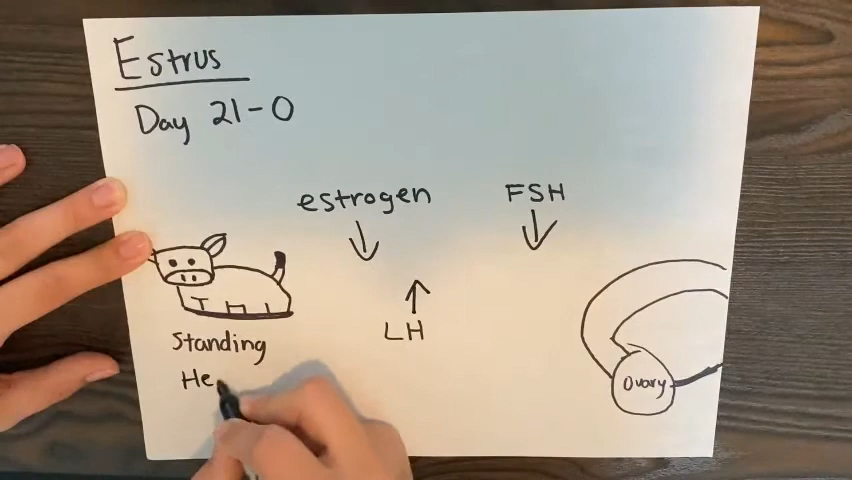 Estrus
Day 21-0
estrogen
FSH
LH
Standing
He
Ovary